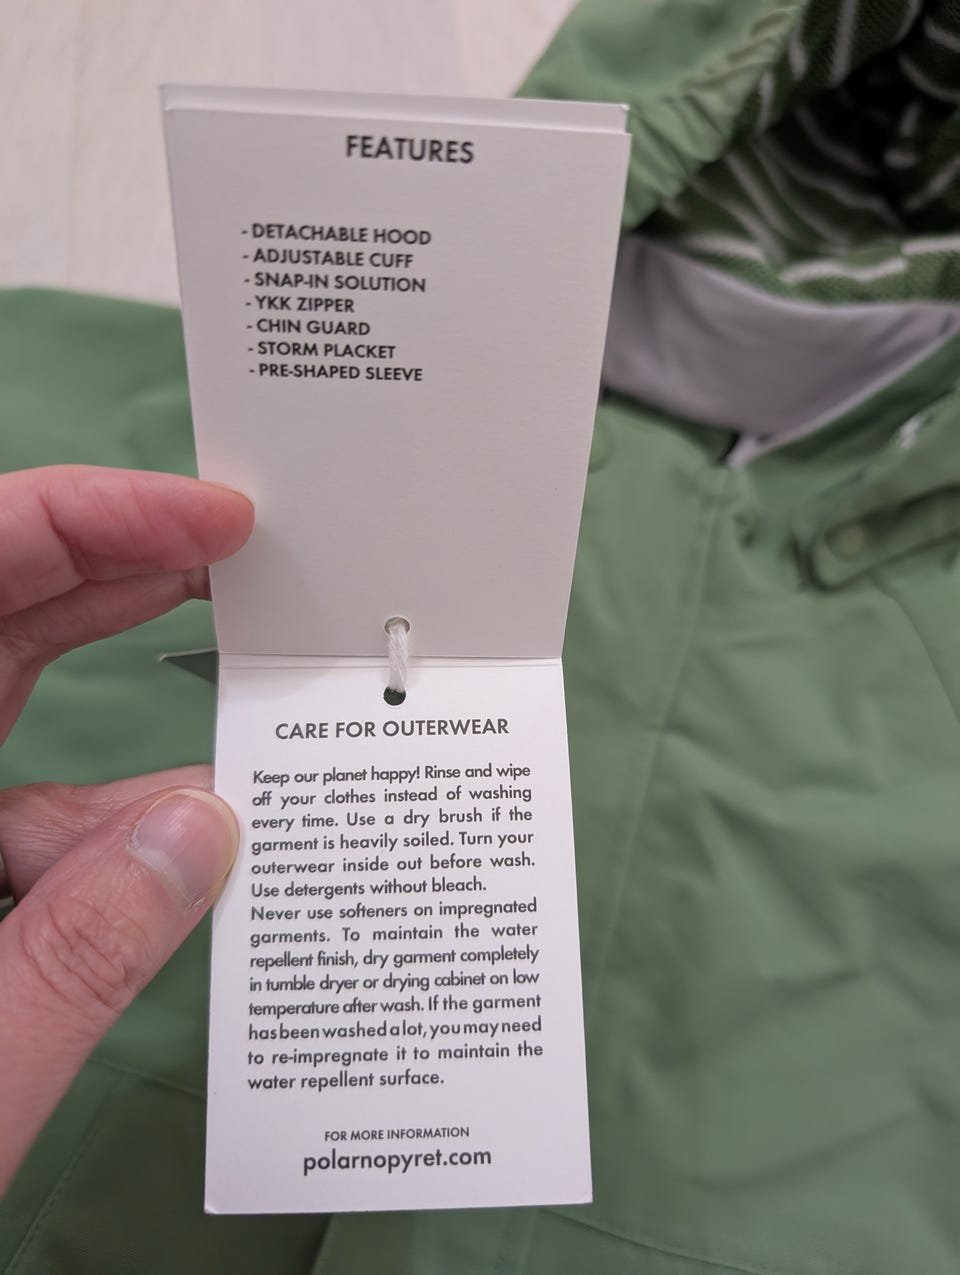 FEATURES
- DETACHABLE HOOD
- ADJUSTABLE CUFF
- SNAP-IN SOLUTION
- YKK ZIPPER
- CHIN GUARD
- STORM PLACKET
- PRE-SHAPED SLEEVE
CARE FOR OUTERWEAR
Keep our planet happy! Rinse and wipe
off your clothes instead of washing
every time. Use a dry brush if the
garment is heavily soiled. Turn your
outerwear inside out before wash.
Use detergents without bleach.
Never use softeners on impregnated
garments. To maintain the water
repellent finish, dry garment completely
in tumble dryer or drying cabinet on low
temperature after wash. If the garment
has been washed a lot, you may need
to re-impregnate it to maintain the
water repellent surface.
FOR MORE INFORMATION
polarnopyret.com